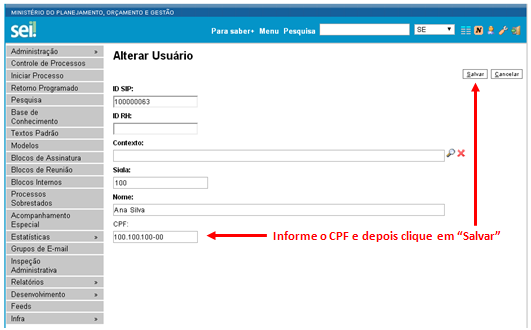 MINISTÉRIO DO PLANEJAMENTO, ORÇAMENTO E GESTÃO
sei!
Para saber+ Menu Pesquisa
SE
Administração »
Controle de Processos
Iniciar Processo
Retorno Programado
Pesquisa
Base de
Conhecimento
Textos Padrão
Modelos
Blocos de Assinatura
Blocos de Reunião
Blocos Internos
Processos
Sobrestados
Acompanhamento
Especial
Estatísticas »
Grupos de E-mail
Inspeção
Administrativa
Relatórios »
Desenvolvimento »
Feeds
Infra »
Alterar Usuário
Salvar Cancelar
ID SIP:
100000063
ID RH:
Contexto:
Sigla:
100
Nome:
Ana Silva
CPF:
100.100.100-00
Informe o CPF e depois clique em “Salvar”